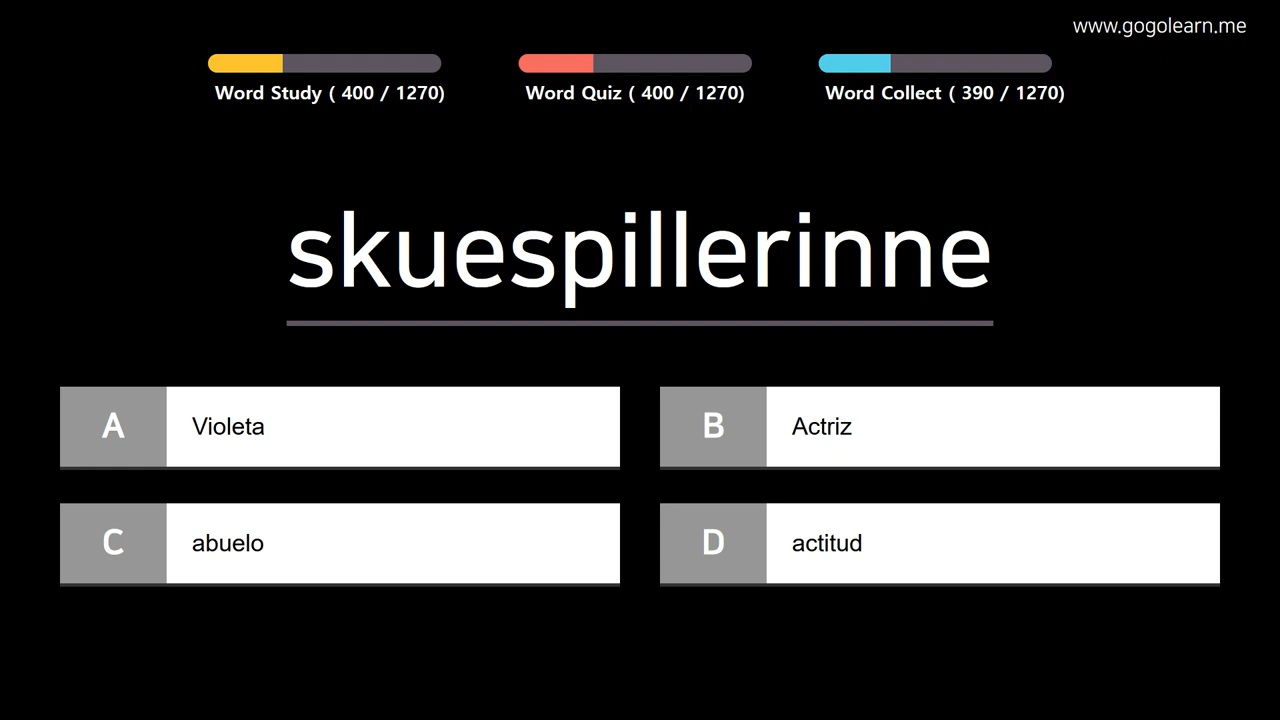 www.gogolearn.me
Word Study ( 400 / 1270)
Word Quiz ( 400 / 1270)
Word Collect ( 390 / 1270)
skuespillerinne
A Violeta
B Actriz
C abuelo
D actitud